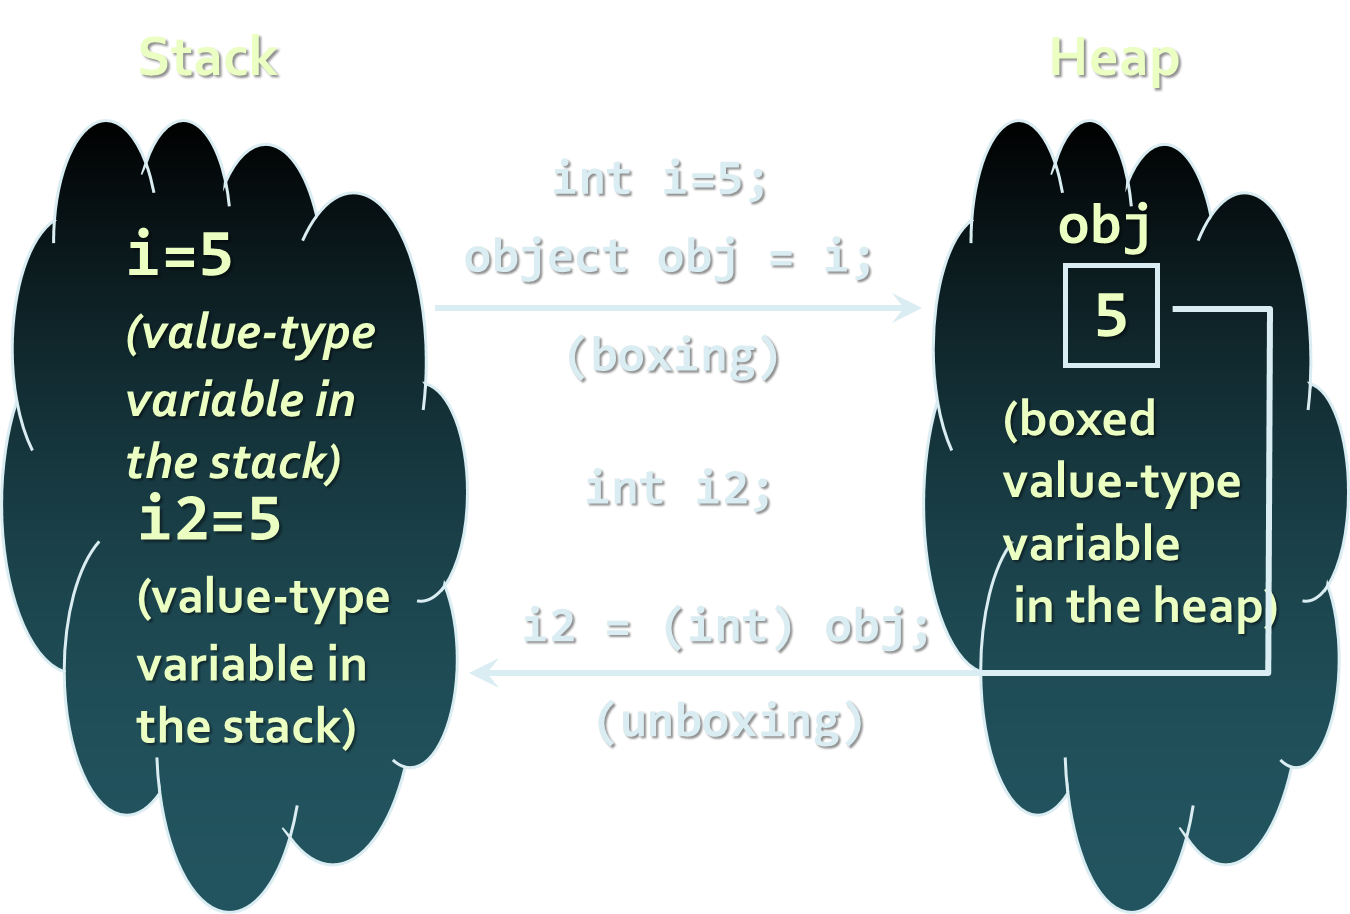 Stack
Heap
i=5
(value-type
variable in
the stack)
i2=5
(value-type
variable in
the stack)
int i=5;
object obj = i;
(boxing)
int i2;
i2 = (int) obj;
(unboxing)
obj
5
(boxed
value-type
variable
in the heap)